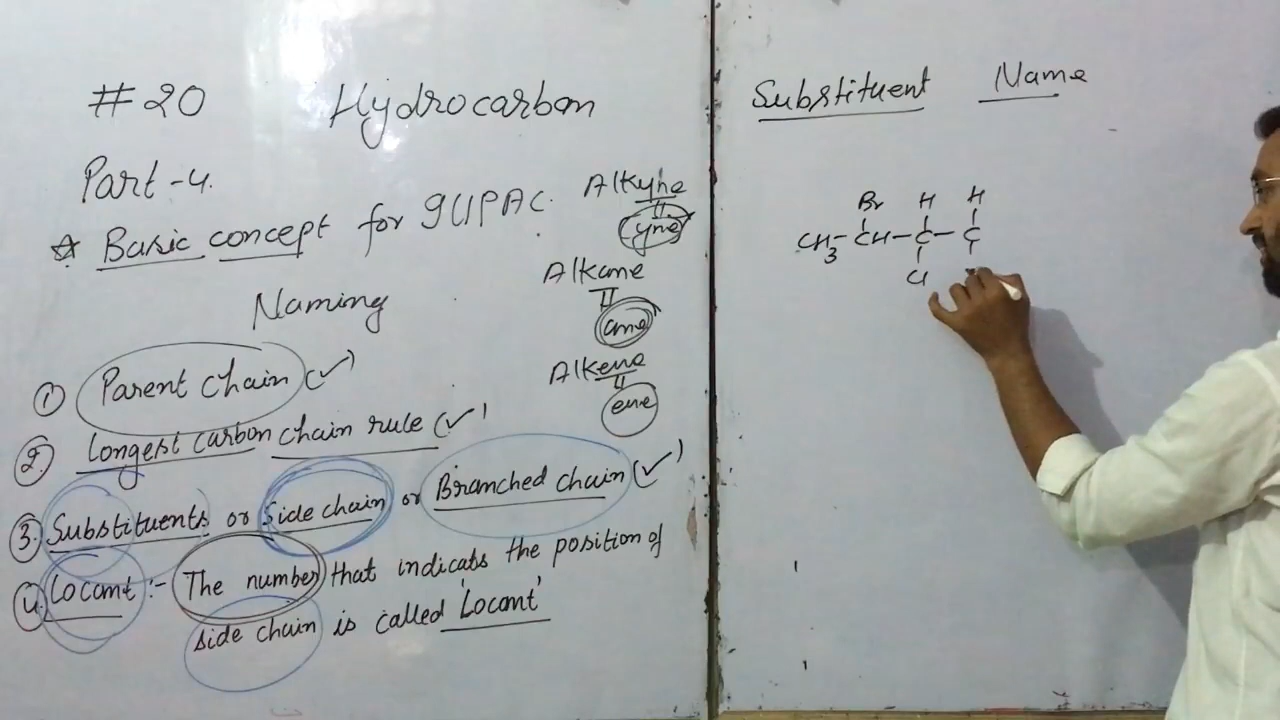 #20 Hydrocarbon
Part-4.
☆ Basic concept for IUPAC.
Naming
Alkyne
yne
Alkane
ane
Alkene
ene
① Parent chain (✓)
② Longest carbon chain rule (✓)
③ Substituents or Side chain or Branched chain (✓)
④ Locant :- The number that indicats the position of
side chain is called 'Locant'
Substituent Name
Br H H
CH3-CH-C-C
Cl